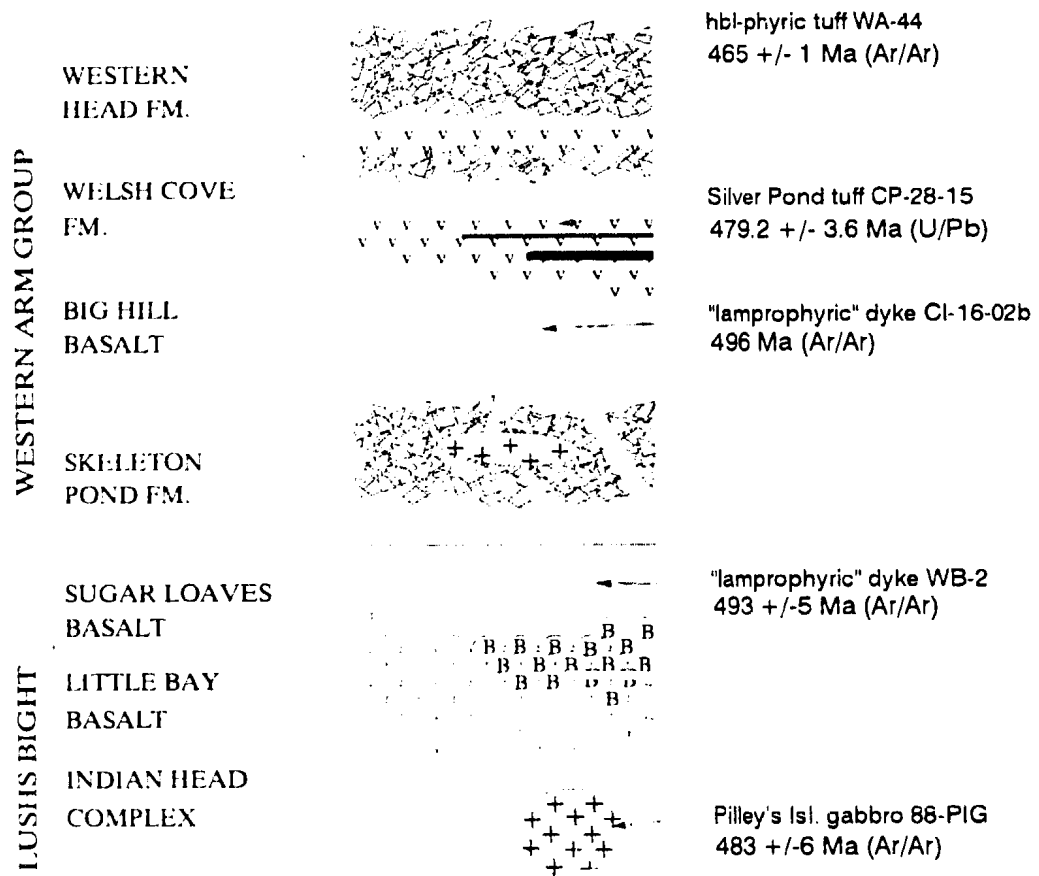 WESTERN ARM GROUP
LUSHS BIGHT
WESTERN
HEAD FM.
WELSH COVE
FM.
BIG HILL
BASALT
SKELETON
POND FM.
SUGAR LOAVES
BASALT
LITTLE BAY
BASALT
INDIAN HEAD
COMPLEX
hbl-phyric tuff WA-44
465 +/- 1 Ma (Ar/Ar)
Silver Pond tuff CP-28-15
479.2 +/- 3.6 Ma (U/Pb)
"lamprophyric" dyke CI-16-02b
496 Ma (Ar/Ar)
"lamprophyric" dyke WB-2
493 +/-5 Ma (Ar/Ar)
Pilley's Isl. gabbro 88-PIG
483 +/-6 Ma (Ar/Ar)